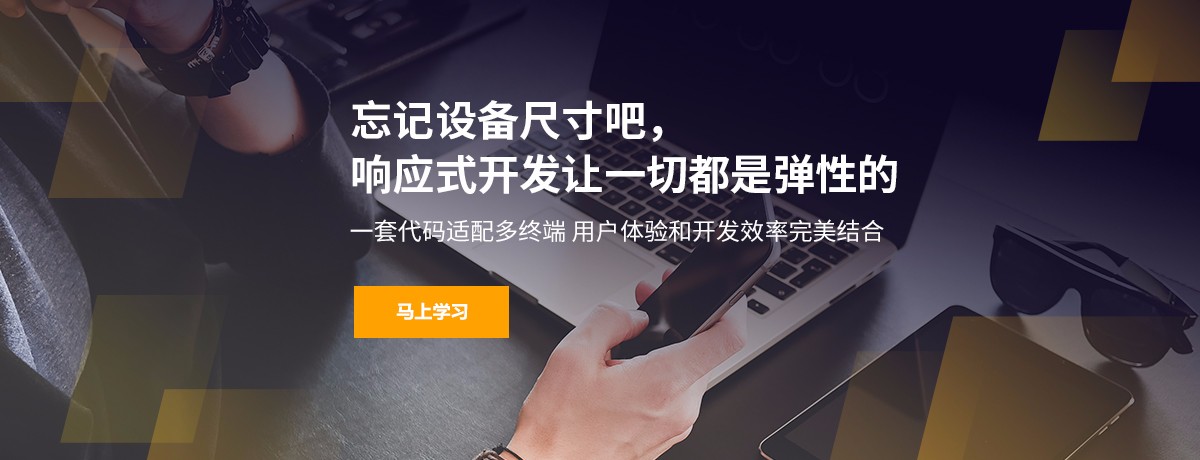 忘记设备尺寸吧，
响应式开发让一切都是弹性的
一套代码适配多终端 用户体验和开发效率完美结合
马上学习